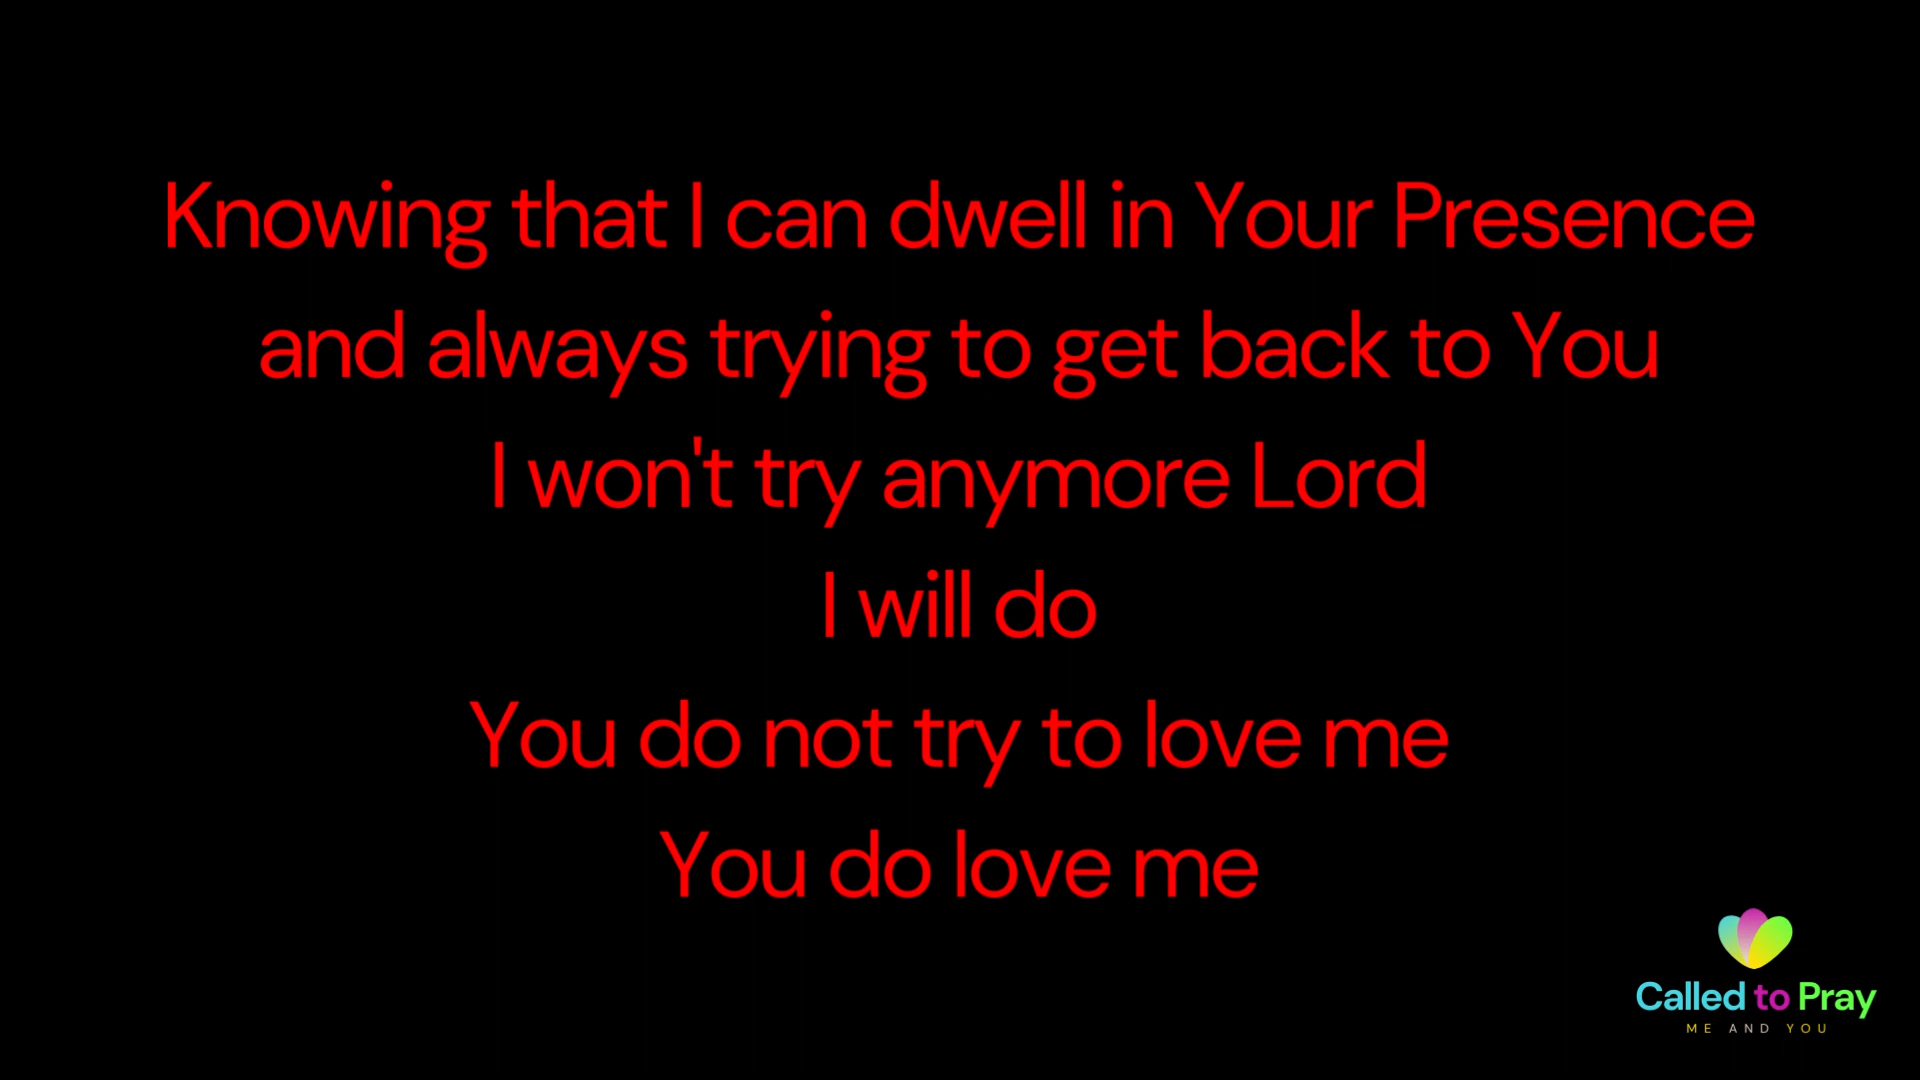 Knowing that I can dwell in Your Presence
and always trying to get back to You
I won't try anymore Lord
I will do
You do not try to love me
You do love me
Called to Pray
ME AND YOU